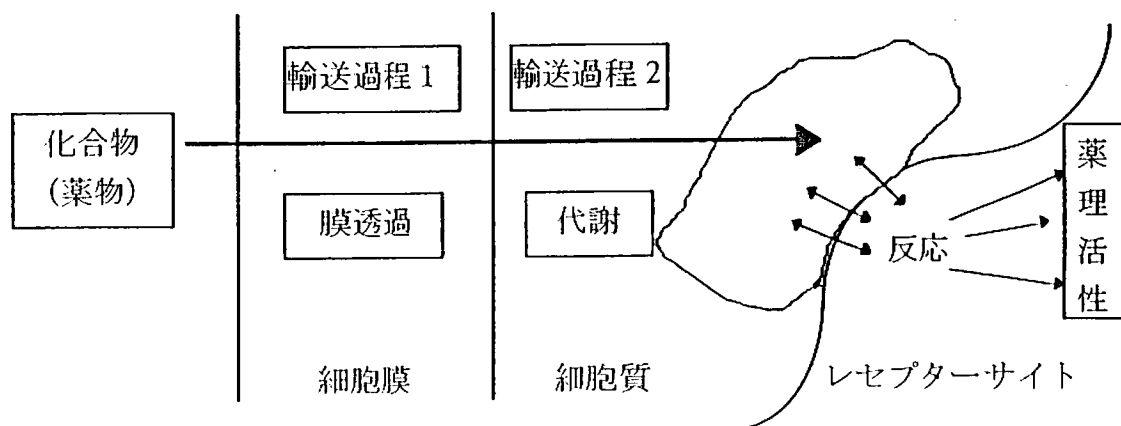 輸送過程1
輸送過程2
化合物
(薬物)
膜透過
代謝
反応
薬理活性
細胞膜
細胞質
レセプターサイト